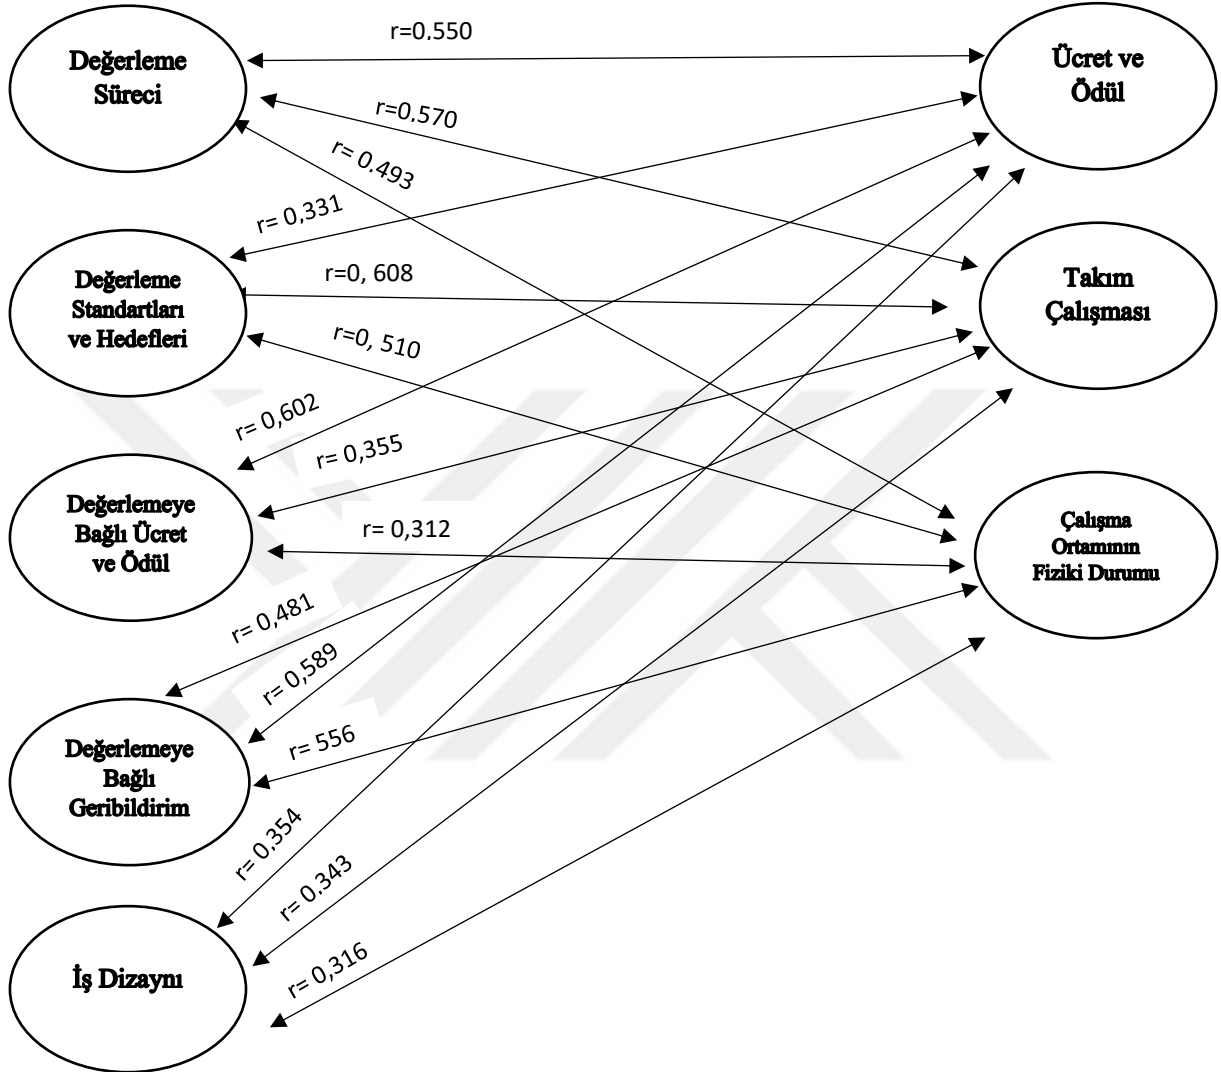 r=0.550
Değerleme
Süreci
Ücret ve
Ödül
r=0,570
r= 0.493
r= 0,331
Değerleme
Standartları
ve Hedefleri
r=0, 608
Takım
Çalışması
r=0, 510
r= 0,602
r= 0,355
Değerlemeye
Bağlı Ücret
ve Ödül
r= 0,312
Çalışma
Ortamının
Fiziki Durumu
r= 0,481
r= 0,589
r= 556
Değerlemeye
Bağlı
Geribildirim
r= 0,354
r= 0,343
r= 0,316
İş Dizaynı